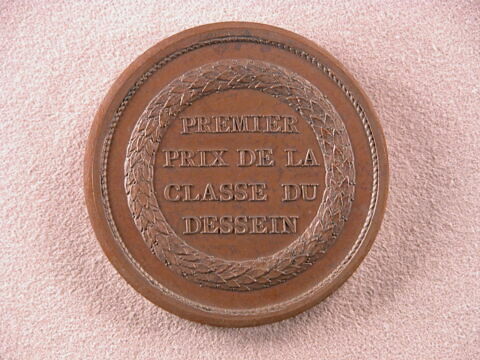 PREMIER
PRIX DE LA
CLASSE DU
DESSEIN